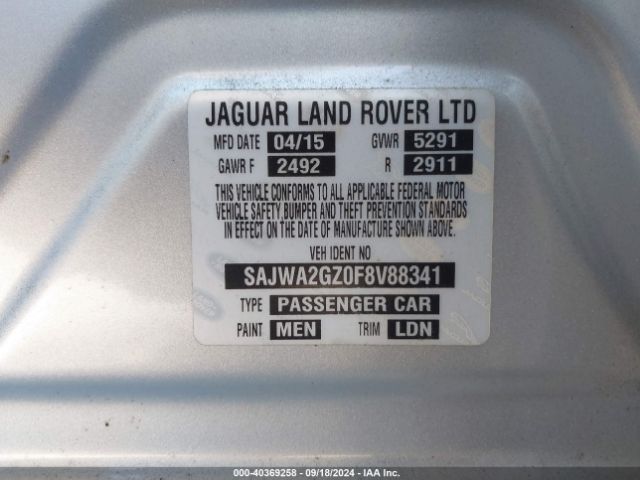 JAGUAR LAND ROVER LTD
MFD DATE 04/15 GVWR 5291
GAWR F 2492 R 2911
THIS VEHICLE CONFORMS TO ALL APPLICABLE FEDERAL MOTOR
VEHICLE SAFETY BUMPER AND THEFT PREVENTION STANDARDS
IN EFFECT ON THE DATE OF MANUFACTURE SHOWN ABOVE.
VEH IDENT NO
SAJWA2GZ0F8V88341
TYPE PASSENGER CAR
PAINT MEN TRIM LDN
000-40369258 - 09/18/2024 - IAA Inc.